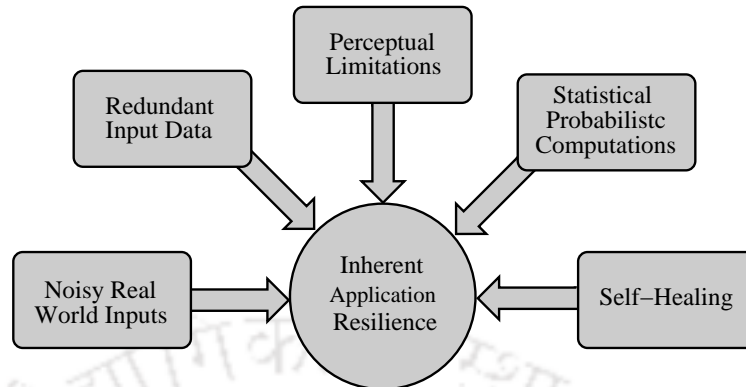 Perceptual
Limitations
Redundant
Input Data
Statistical
Probabilistc
Computations
Noisy Real
World Inputs
Inherent
Application
Resilience
Self−Healing